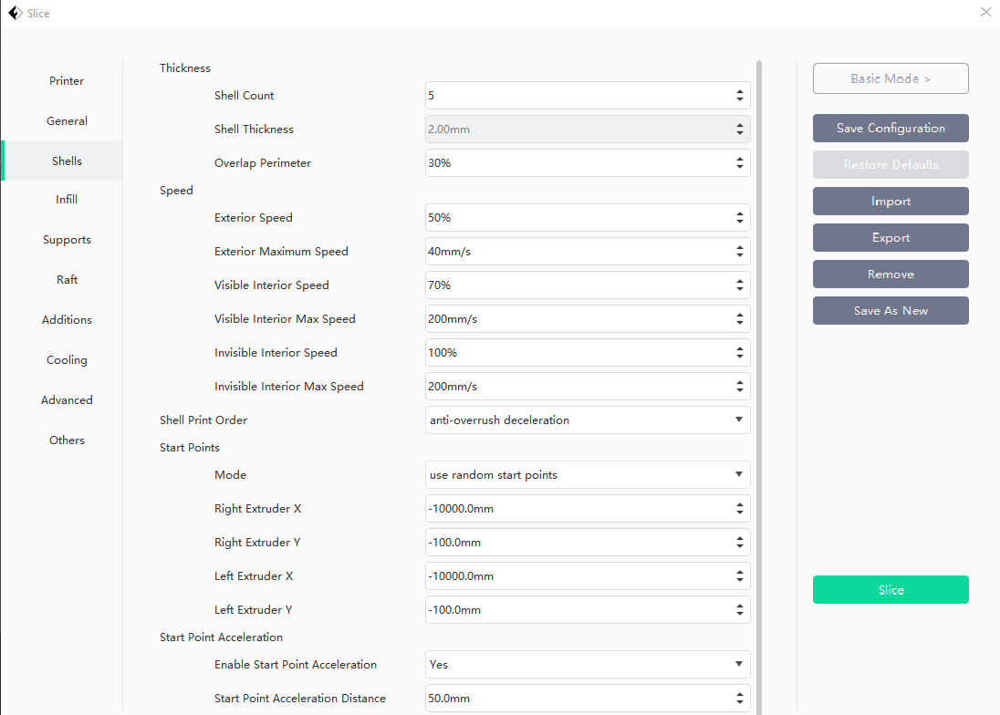 Slice
Printer
General
Shells
Infill
Supports
Raft
Additions
Cooling
Advanced
Others
Thickness
Shell Count 5
Shell Thickness 2.00mm
Overlap Perimeter 30%
Speed
Exterior Speed 50%
Exterior Maximum Speed 40mm/s
Visible Interior Speed 70%
Visible Interior Max Speed 200mm/s
Invisible Interior Speed 100%
Invisible Interior Max Speed 200mm/s
Shell Print Order anti-overrush deceleration
Start Points
Mode use random start points
Right Extruder X -10000.0mm
Right Extruder Y -100.0mm
Left Extruder X -10000.0mm
Left Extruder Y -100.0mm
Start Point Acceleration
Enable Start Point Acceleration Yes
Start Point Acceleration Distance 50.0mm
Basic Mode >
Save Configuration
Restore Defaults
Import
Export
Remove
Save As New
Slice